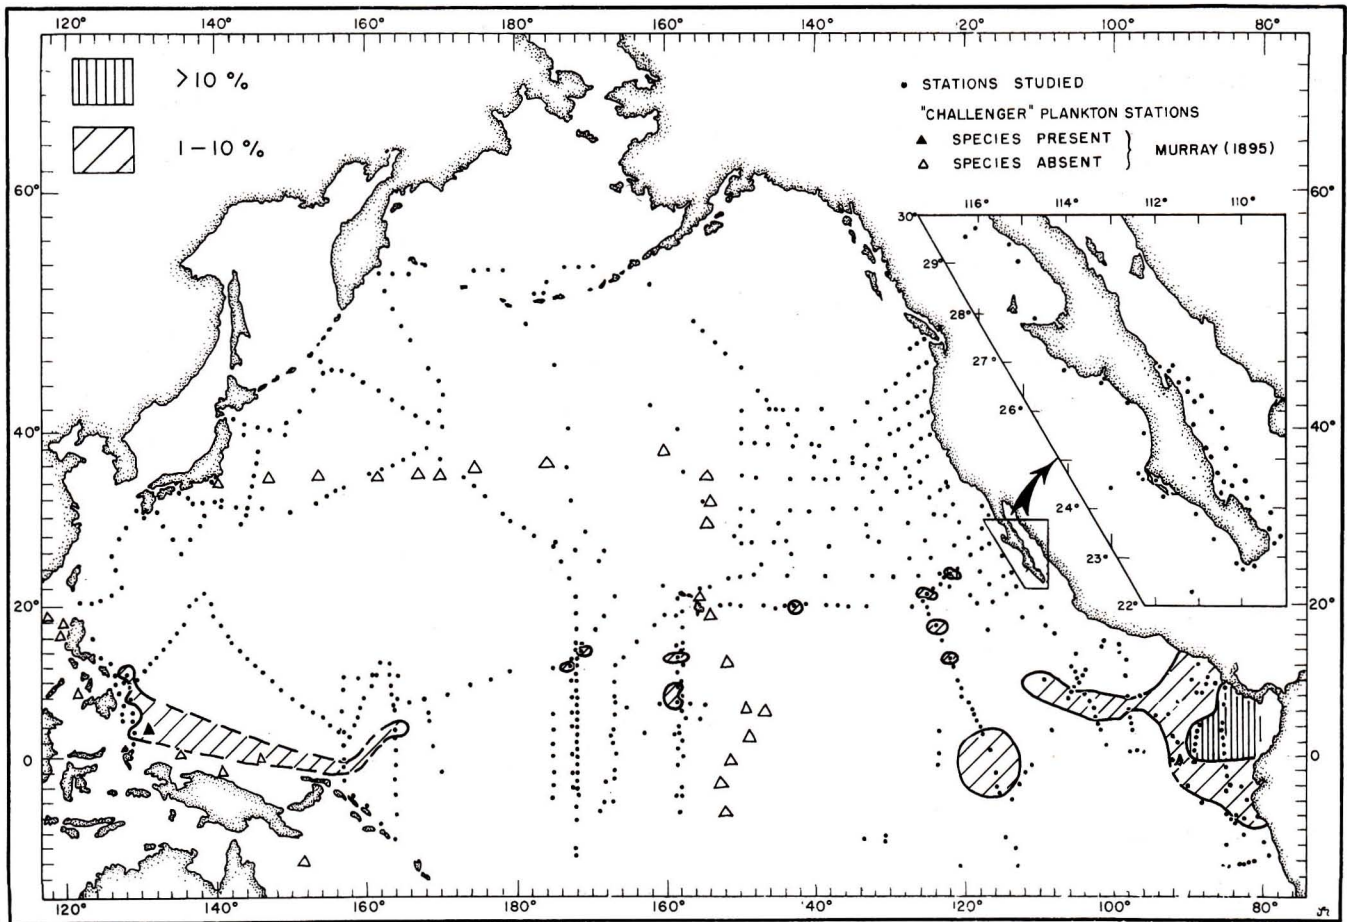 120° 140° 160° 180° 160° 140° 120° 100° 80°
>10 %
1–10 %
• STATIONS STUDIED
"CHALLENGER" PLANKTON STATIONS
▲ SPECIES PRESENT
△ SPECIES ABSENT
MURRAY (1895)
60° 60°
116° 114° 112° 110°
30°
29°
28°
27°
26°
40° 40°
24°
23°
22°
20° 20°
0 0
120° 140° 160° 180° 160° 140° 120° 100° 80°